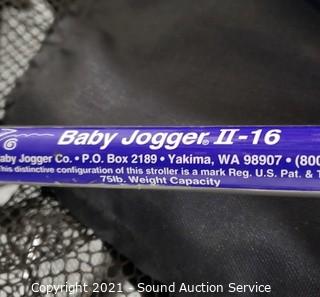 Baby Jogger® II-16
Baby Jogger Co. • P.O. Box 2189 • Yakima, WA 98907 • (800
This distinctive configuration of this stroller is a mark Reg. U.S. Pat. & T
75lb. Weight Capacity
Copyright 2021 - Sound Auction Service